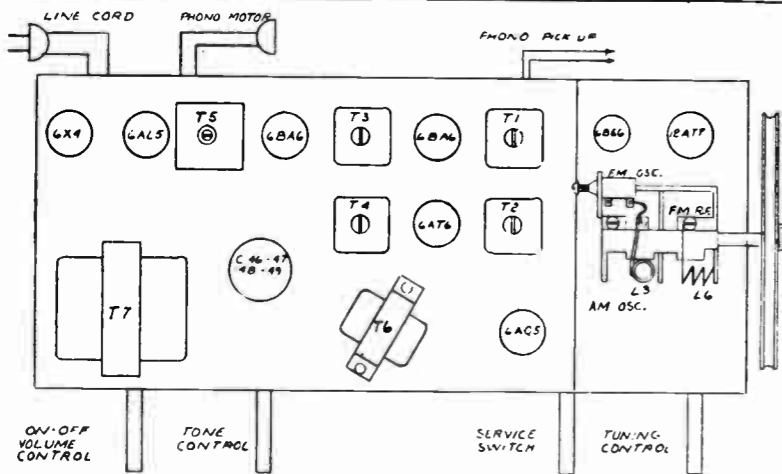 LINE CORD
PHONO MOTOR
PHONO PICK UP
6X4
6AL5
T5
6BA6
T3
6BA6
T1
6BE6
12AT7
FM. OSC.
T4
6AT6
T2
FM R.F.
C 46-47
48-49
T7
T6
L3
L6
AM OSC.
6AQ5
ON-OFF
VOLUME
CONTROL
TONE
CONTROL
SERVICE
SWITCH
TUNING
CONTROL